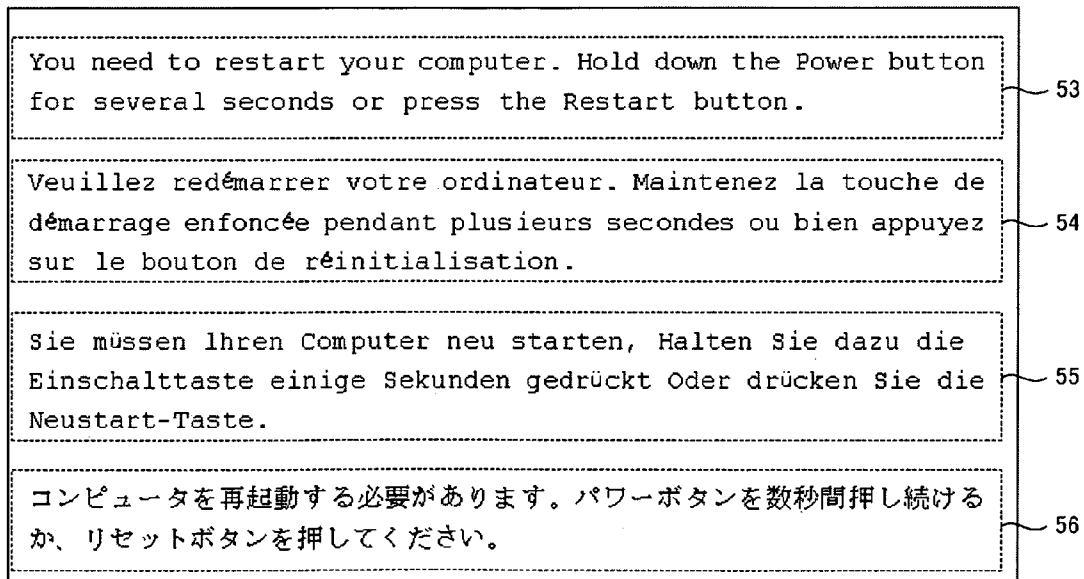 You need to restart your computer. Hold down the Power button
for several seconds or press the Restart button.
53
Veuillez redémarrer votre ordinateur. Maintenez la touche de
démarrage enfoncée pendant plusieurs secondes ou bien appuyez
sur le bouton de réinitialisation.
54
Sie müssen lhren Computer neu starten, Halten Sie dazu die
Einschalttaste einige Sekunden gedrückt Oder drücken Sie die
Neustart-Taste.
55
コンピュータを再起動する必要があります。パワーボタンを数秒間押し続ける
か、リセットボタンを押してください。
56